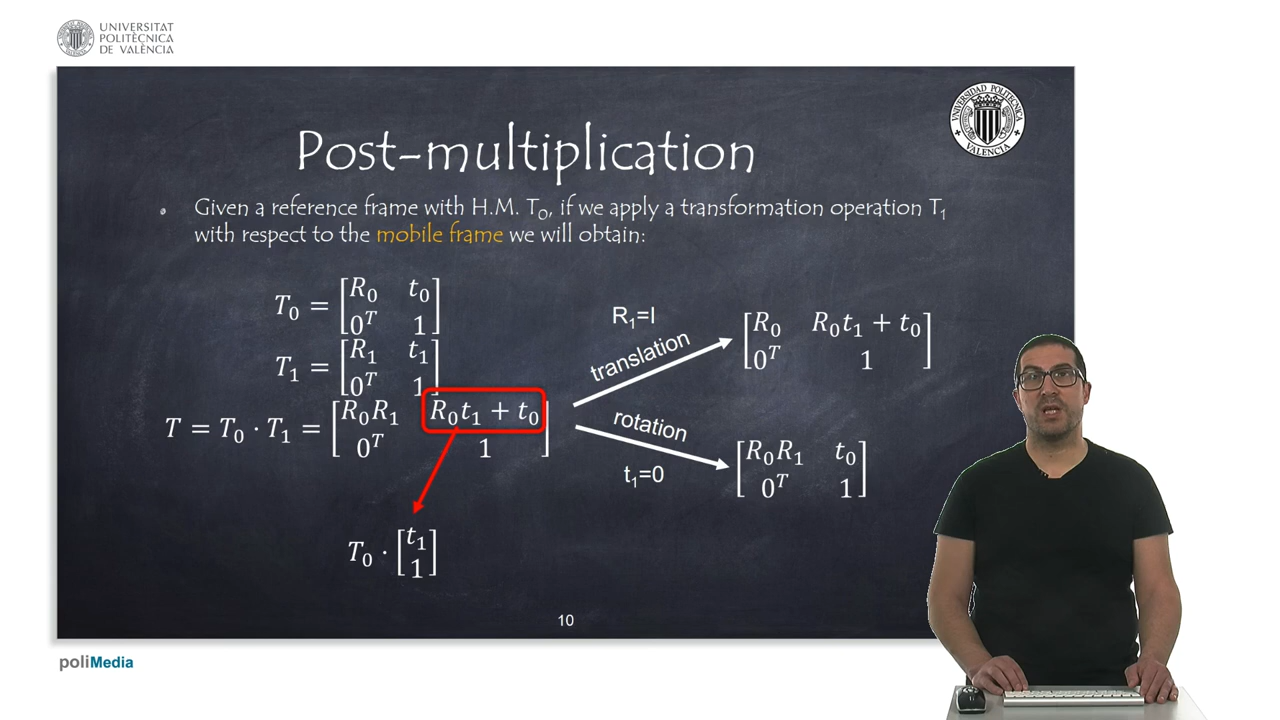 UNIVERSITAT
POLITÈCNICA
DE VALÈNCIA
UNIVERSIDAD POLITECNICA
VALENCIA
Post-multiplication
• Given a reference frame with H.M. T₀, if we apply a transformation operation T₁
with respect to the mobile frame we will obtain:
T₀ = [R₀ t₀
0ᵀ 1]
T₁ = [R₁ t₁
0ᵀ 1]
T = T₀ · T₁ = [R₀R₁ R₀t₁ + t₀
0ᵀ 1]
T₀ · [t₁
1]
R₁=I
translation
[R₀ R₀t₁ + t₀
0ᵀ 1]
rotation
t₁=0
[R₀R₁ t₀
0ᵀ 1]
10
poliMedia